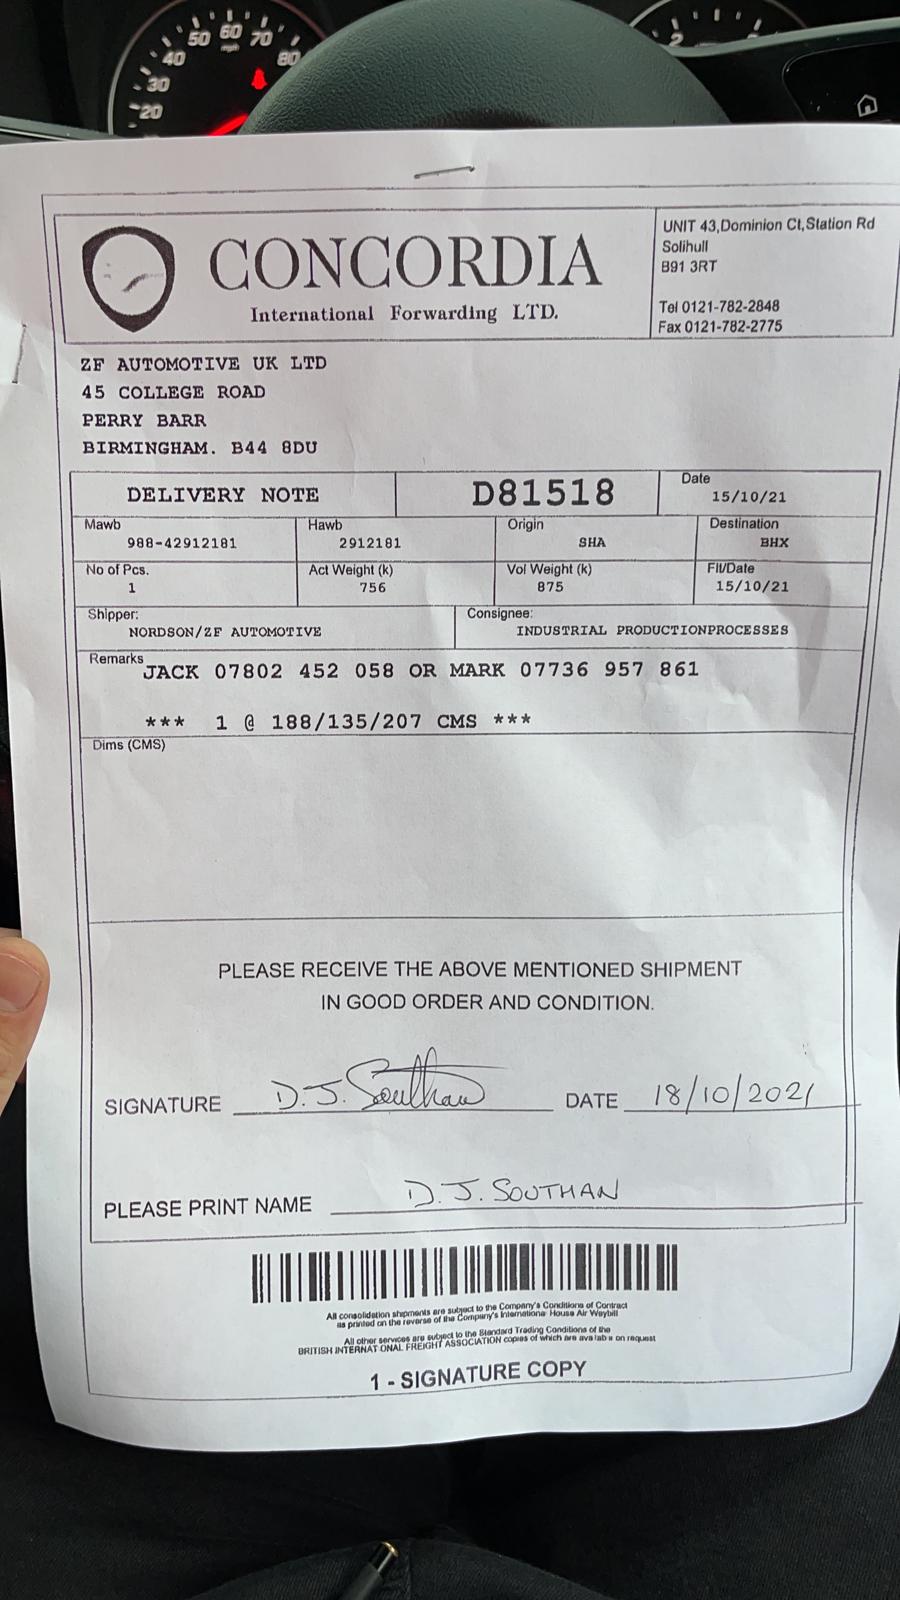 50 60 70
40 80
mph
30
20
2
CONCORDIA
International Forwarding LTD.
UNIT 43,Dominion Ct,Station Rd
Solihull
B91 3RT
Tel 0121-782-2848
Fax 0121-782-2775
ZF AUTOMOTIVE UK LTD
45 COLLEGE ROAD
PERRY BARR
BIRMINGHAM. B44 8DU
DELIVERY NOTE D81518 Date
15/10/21
Mawb Hawb Origin Destination
988-42912181 2912181 SHA BHX
No of Pcs. Act Weight (k) Vol Weight (k) Flt/Date
1 756 875 15/10/21
Shipper: Consignee:
NORDSON/ZF AUTOMOTIVE INDUSTRIAL PRODUCTIONPROCESSES
Remarks JACK 07802 452 058 OR MARK 07736 957 861
*** 1 @ 188/135/207 CMS ***
Dims (CMS)
PLEASE RECEIVE THE ABOVE MENTIONED SHIPMENT
IN GOOD ORDER AND CONDITION.
SIGNATURE D.J. Southan DATE 18/10/2021
PLEASE PRINT NAME D.J. SOUTHAN
All consolidation shipments are subject to the Company's Conditions of Contract
as printed on the reverse of the Company's International House Air Waybill
All other services are subject to the Standard Trading Conditions of the
BRITISH INTERNAT ONAL FREIGHT ASSOCIATION copies of which are availab e on request
1 - SIGNATURE COPY